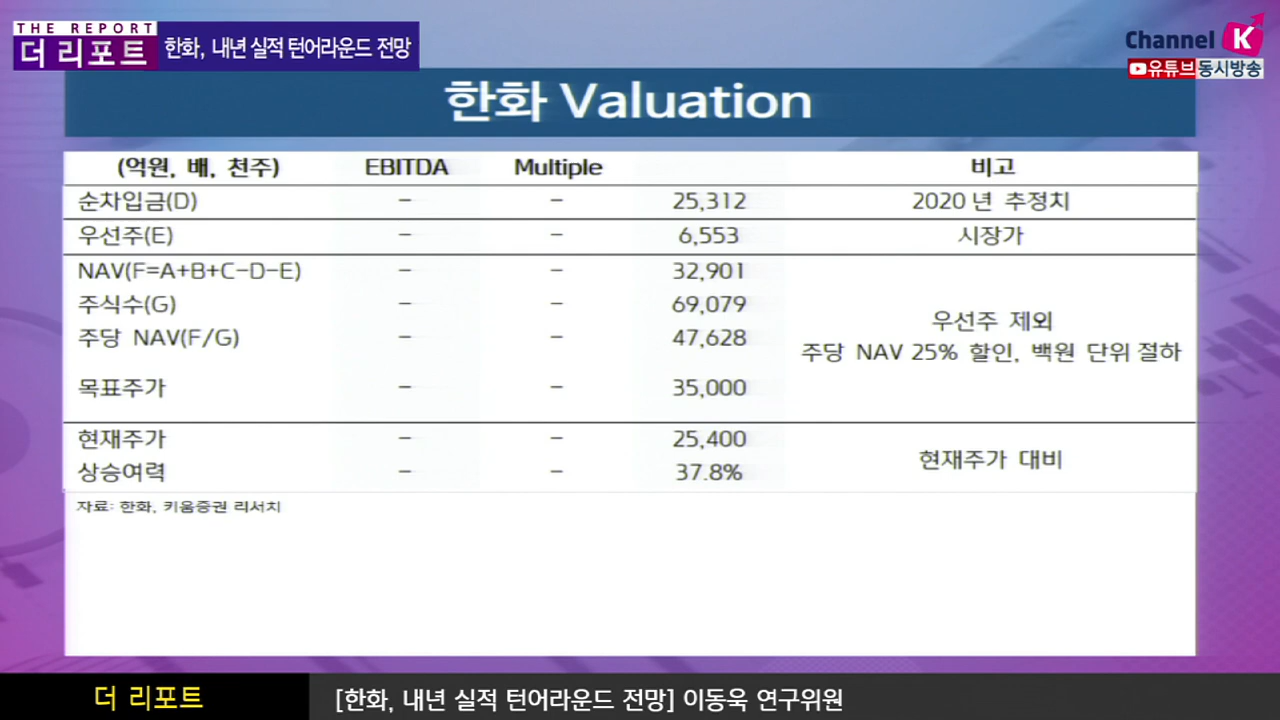 THE REPORT
더 리포트
한화, 내년 실적 턴어라운드 전망
Channel K
유튜브동시방송
한화 Valuation
(억원, 배, 천주) EBITDA Multiple 비고
순차입금(D) - - 25,312 2020년 추정치
우선주(E) - - 6,553 시장가
NAV(F=A+B+C-D-E) - - 32,901
주식수(G) - - 69,079 우선주 제외
주당 NAV(F/G) - - 47,628 주당 NAV 25% 할인, 백원 단위 절하
목표주가 - - 35,000
현재주가 - - 25,400
상승여력 - - 37.8% 현재주가 대비
자료: 한화, 키움증권 리서치
더 리포트
[한화, 내년 실적 턴어라운드 전망] 이동욱 연구위원